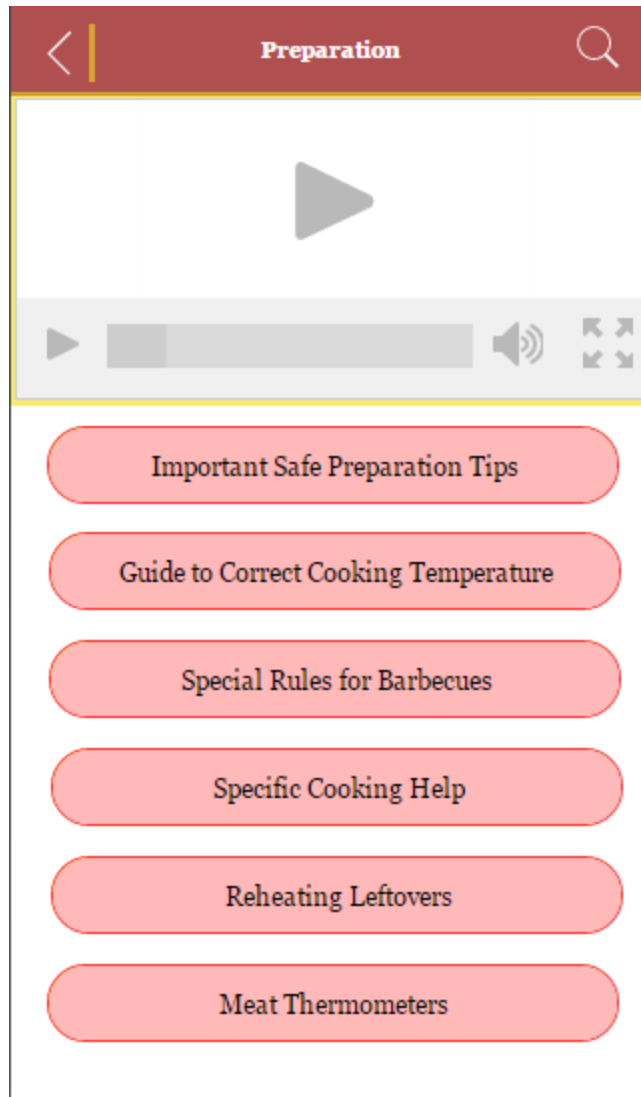 Preparation
Important Safe Preparation Tips
Guide to Correct Cooking Temperature
Special Rules for Barbecues
Specific Cooking Help
Reheating Leftovers
Meat Thermometers